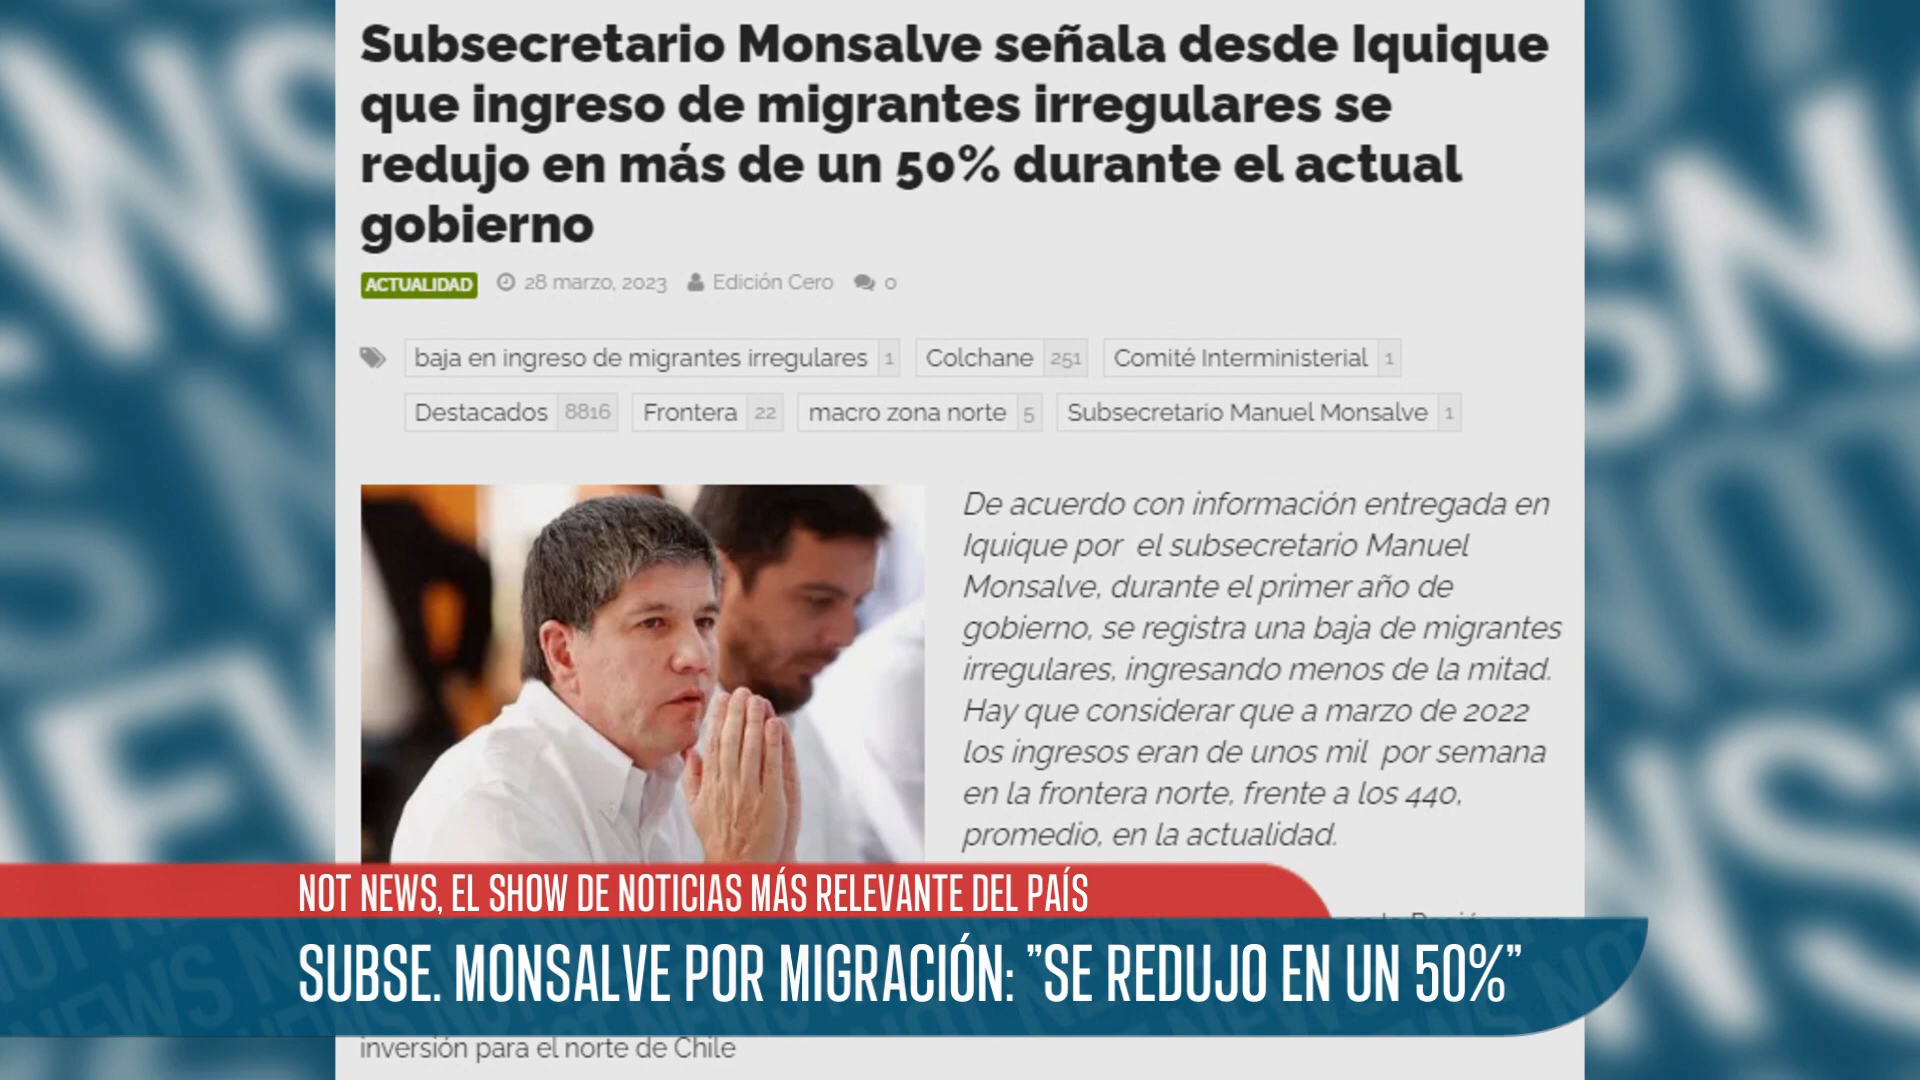 Subsecretario Monsalve señala desde Iquique
que ingreso de migrantes irregulares se
redujo en más de un 50% durante el actual
gobierno
ACTUALIDAD 28 marzo, 2023 Edición Cero 0
baja en ingreso de migrantes irregulares 1 Colchane 251 Comité Interministerial 1
Destacados 8816 Frontera 22 macro zona norte 5 Subsecretario Manuel Monsalve 1
De acuerdo con información entregada en
Iquique por el subsecretario Manuel
Monsalve, durante el primer año de
gobierno, se registra una baja de migrantes
irregulares, ingresando menos de la mitad.
Hay que considerar que a marzo de 2022
los ingresos eran de unos mil por semana
en la frontera norte, frente a los 440,
promedio, en la actualidad.
NOT NEWS, EL SHOW DE NOTICIAS MÁS RELEVANTE DEL PAÍS
SUBSE. MONSALVE POR MIGRACIÓN: "SE REDUJO EN UN 50%"
inversión para el norte de Chile